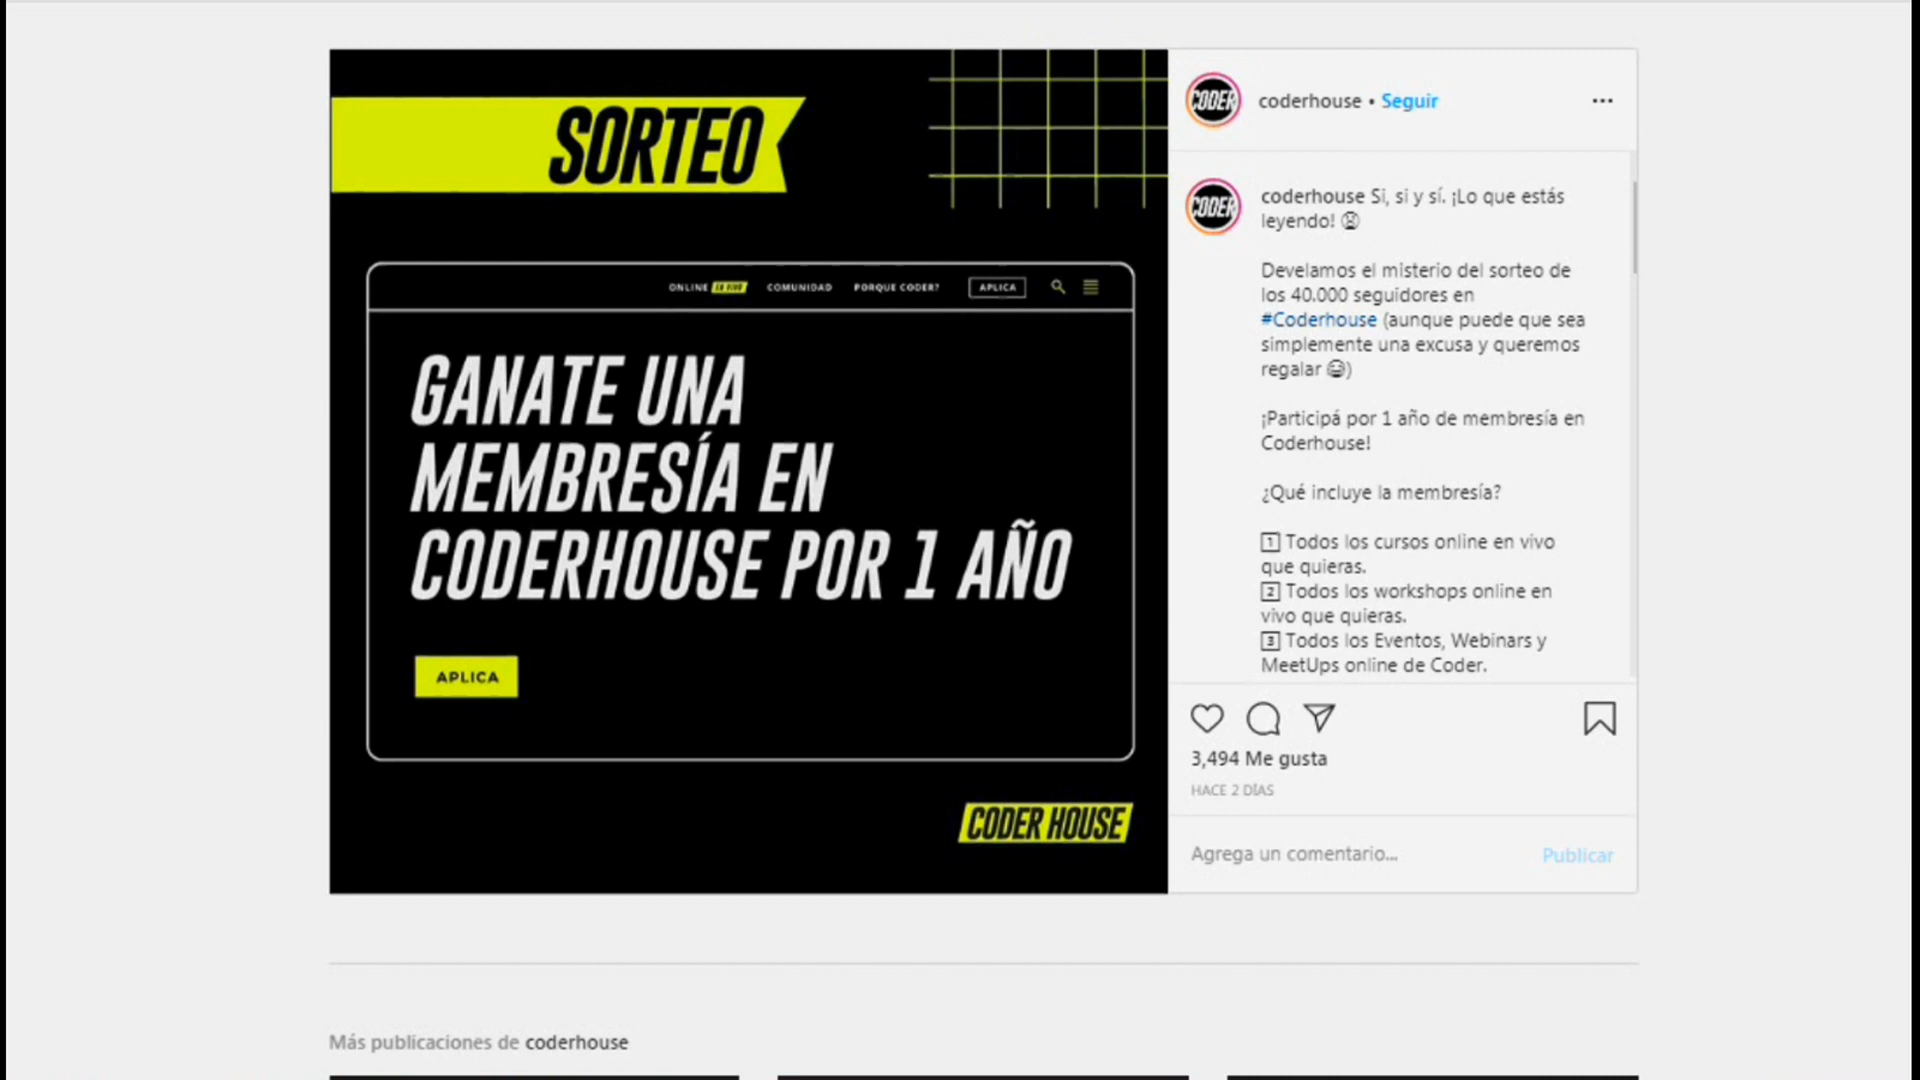 SORTEO
ONLINE EN VIVO COMUNIDAD PORQUE CODER? APLICA
GANATE UNA
MEMBRESÍA EN
CODERHOUSE POR 1 AÑO
APLICA
CODER HOUSE
CODER
coderhouse • Seguir
CODER
coderhouse Si, si y sí. ¡Lo que estás
leyendo!
Develamos el misterio del sorteo de
los 40.000 seguidores en
#Coderhouse (aunque puede que sea
simplemente una excusa y queremos
regalar 😂)
¡Participá por 1 año de membresía en
Coderhouse!
¿Qué incluye la membresía?
1 Todos los cursos online en vivo
que quieras.
2 Todos los workshops online en
vivo que quieras.
3 Todos los Eventos, Webinars y
MeetUps online de Coder.
3,494 Me gusta
HACE 2 DÍAS
Agrega un comentario...
Publicar
Más publicaciones de coderhouse